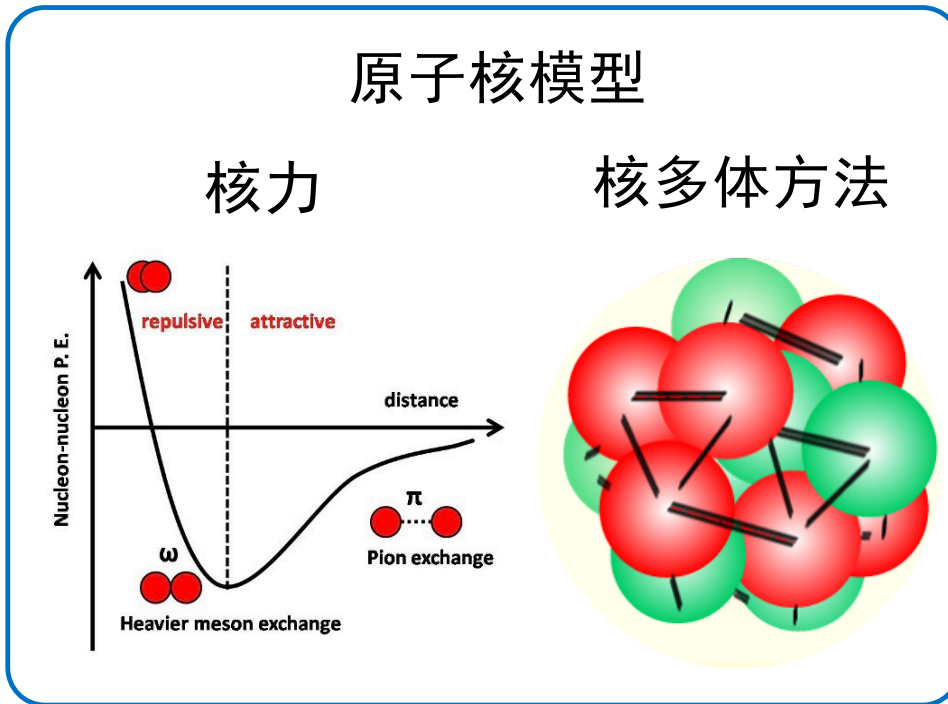 原子核模型
核力
核多体方法
repulsive
attractive
Nucleon-nucleon P. E.
distance
π
Pion exchange
ω
Heavier meson exchange